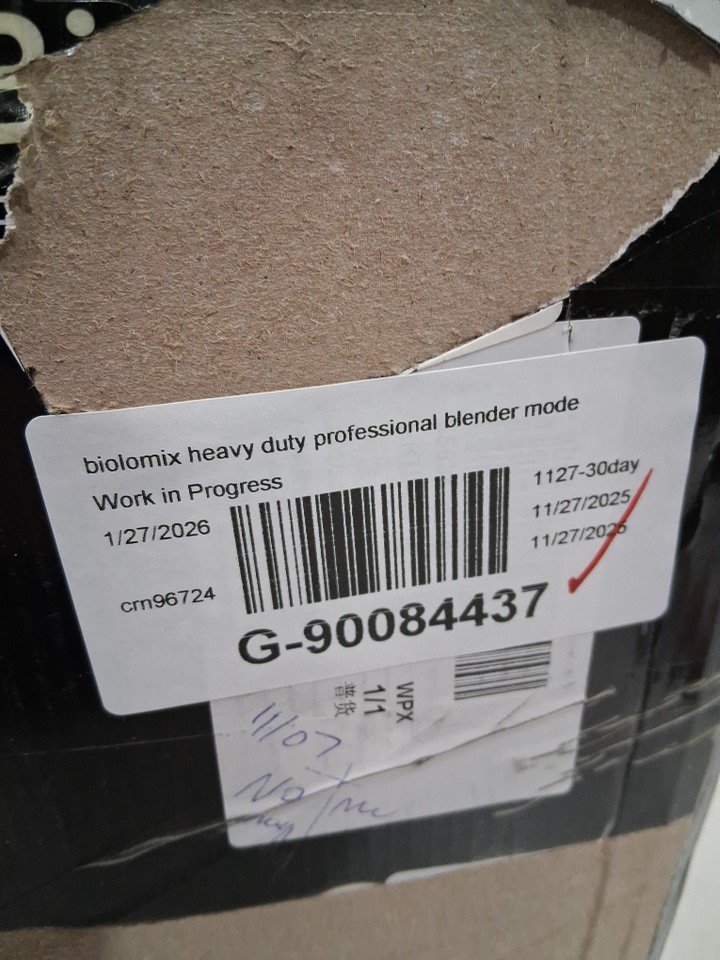 biolomix heavy duty professional blender mode
Work in Progress
1/27/2026
1127-30day
11/27/2025
11/27/2025
crn96724
G-90084437
WPX
1/1
普货
11/07
NO